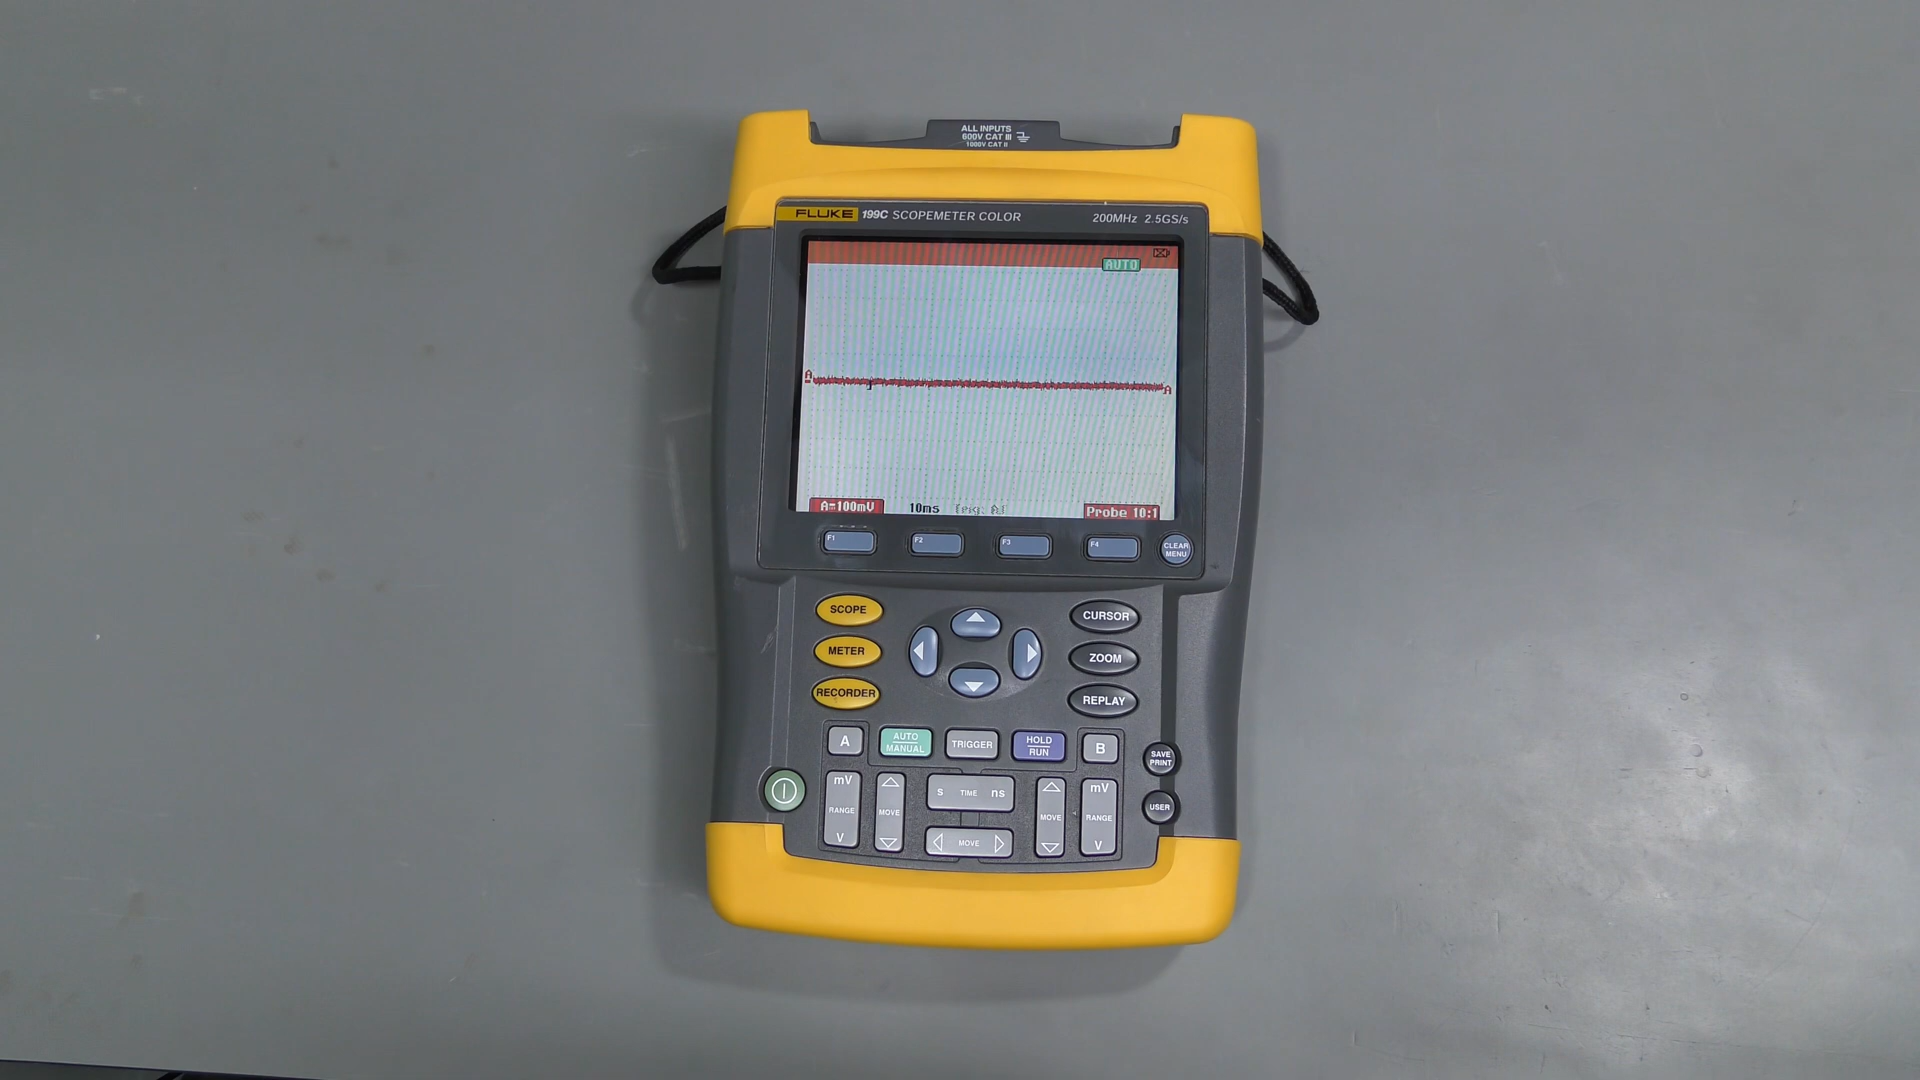 ALL INPUTS
600V CAT III
1000V CAT II
FLUKE 199C SCOPEMETER COLOR 200MHz 2.5GS/s
AUTO
A
A
A=100mV 10ms Trig: A Probe 10:1
F1 F2 F3 F4 CLEAR MENU
SCOPE CURSOR
METER ZOOM
RECORDER REPLAY
A AUTO MANUAL TRIGGER HOLD RUN B
SAVE PRINT
mV RANGE V MOVE s TIME ns MOVE mV RANGE V
USER
MOVE